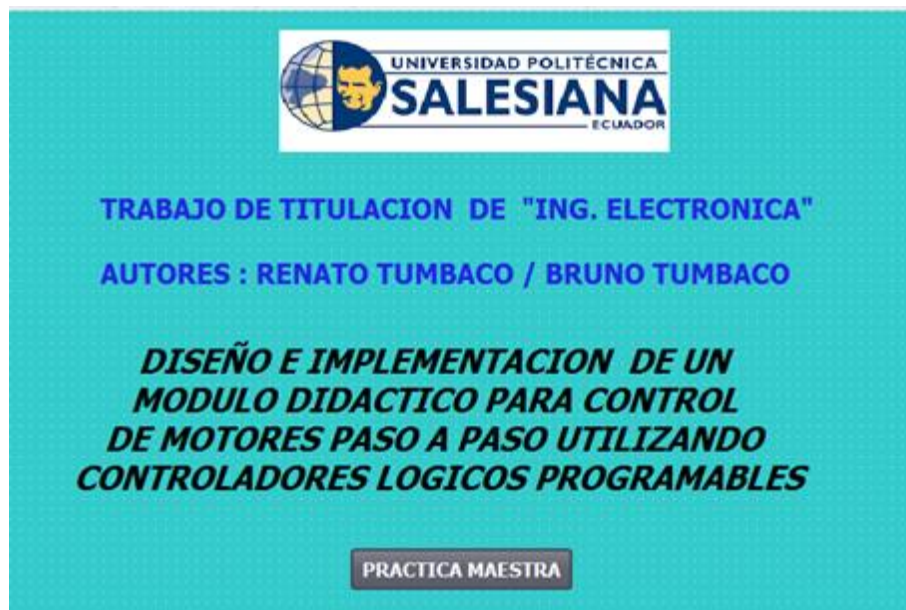 UNIVERSIDAD POLITÉCNICA
SALESIANA
ECUADOR
TRABAJO DE TITULACION DE "ING. ELECTRONICA"
AUTORES : RENATO TUMBACO / BRUNO TUMBACO
DISEÑO E IMPLEMENTACION DE UN
MODULO DIDACTICO PARA CONTROL
DE MOTORES PASO A PASO UTILIZANDO
CONTROLADORES LOGICOS PROGRAMABLES
PRACTICA MAESTRA